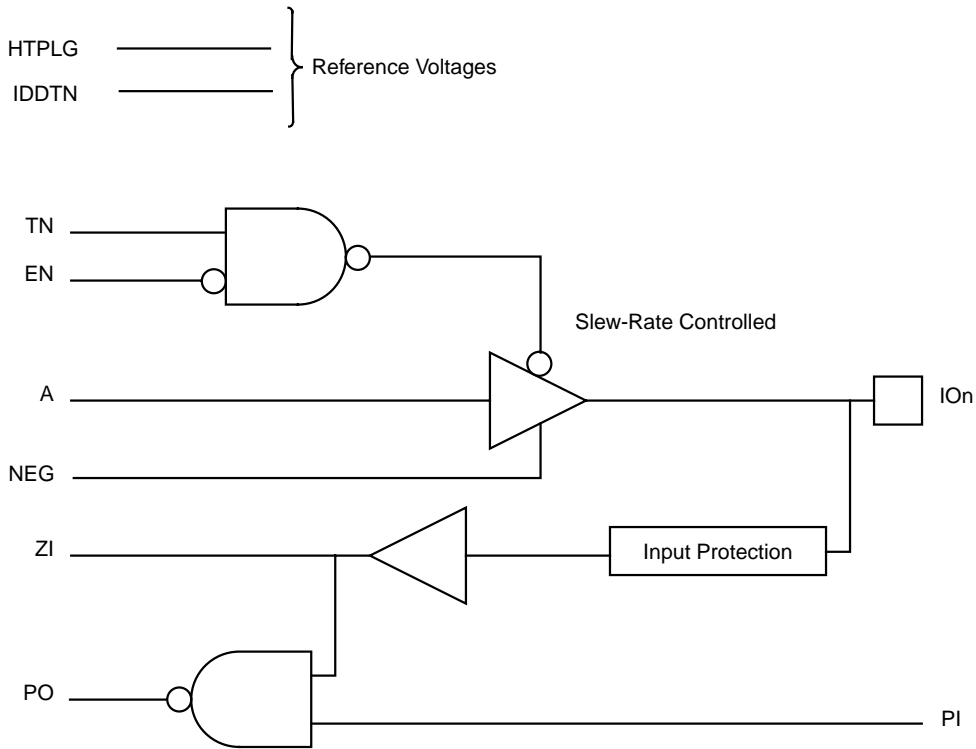 HTPLG
Reference Voltages
IDDTN
TN
EN
Slew-Rate Controlled
A
IOn
NEG
ZI
Input Protection
PO
PI